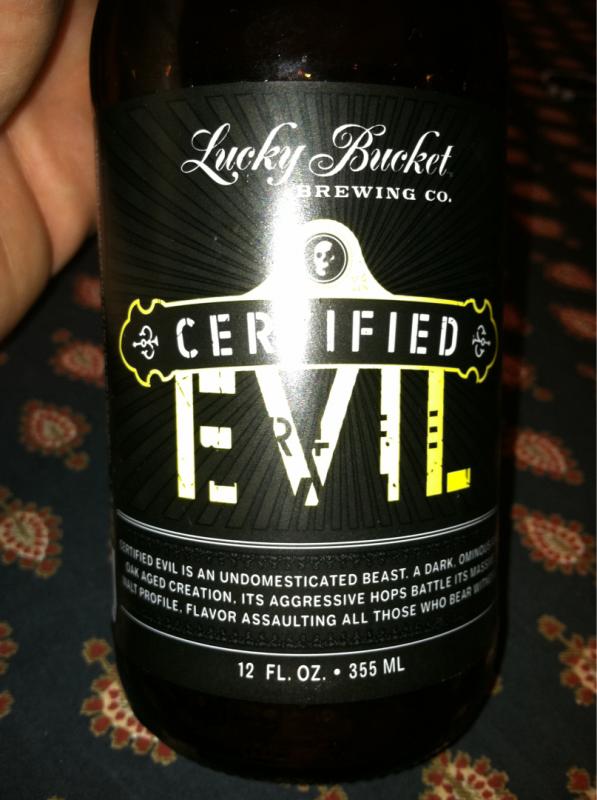 Lucky Bucket
BREWING CO.
CERTIFIED
EVIL
CERTIFIED EVIL IS AN UNDOMESTICATED BEAST. A DARK, OMINOUS
OAK AGED CREATION, ITS AGGRESSIVE HOPS BATTLE ITS MASSIVE
MALT PROFILE, FLAVOR ASSAULTING ALL THOSE WHO BEAR WITNESS
12 FL. OZ. • 355 ML